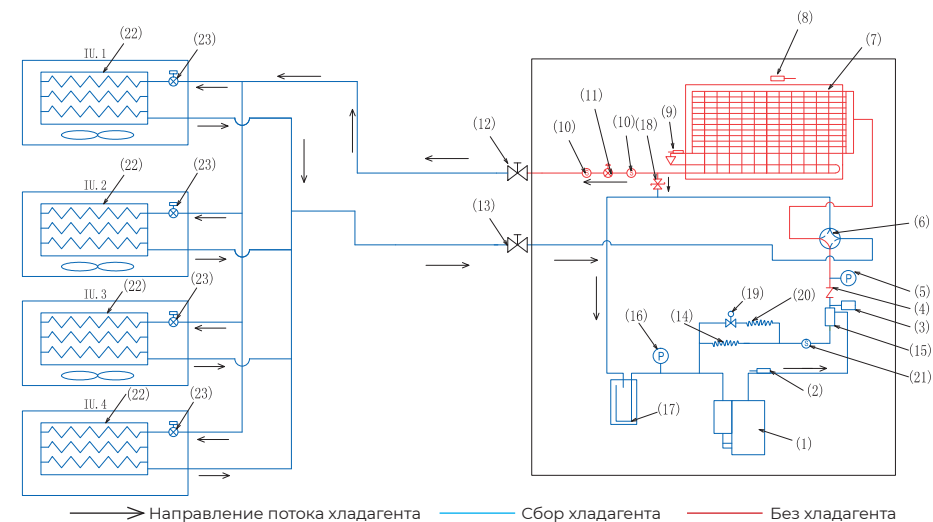 (8)
(22)
(23)
(7)
IU.1
(11)
(10)
(10)
(18)
(9)
(12)
(22)
(23)
IU.2
(13)
(6)
(22)
(23)
IU.3
(5)
P
(19)
(20)
(4)
(16)
(14)
(3)
(15)
P
S
(21)
(22)
(23)
IU.4
(2)
(17)
(1)
S
S
Направление потока хладагента
Сбор хладагента
Без хладагента